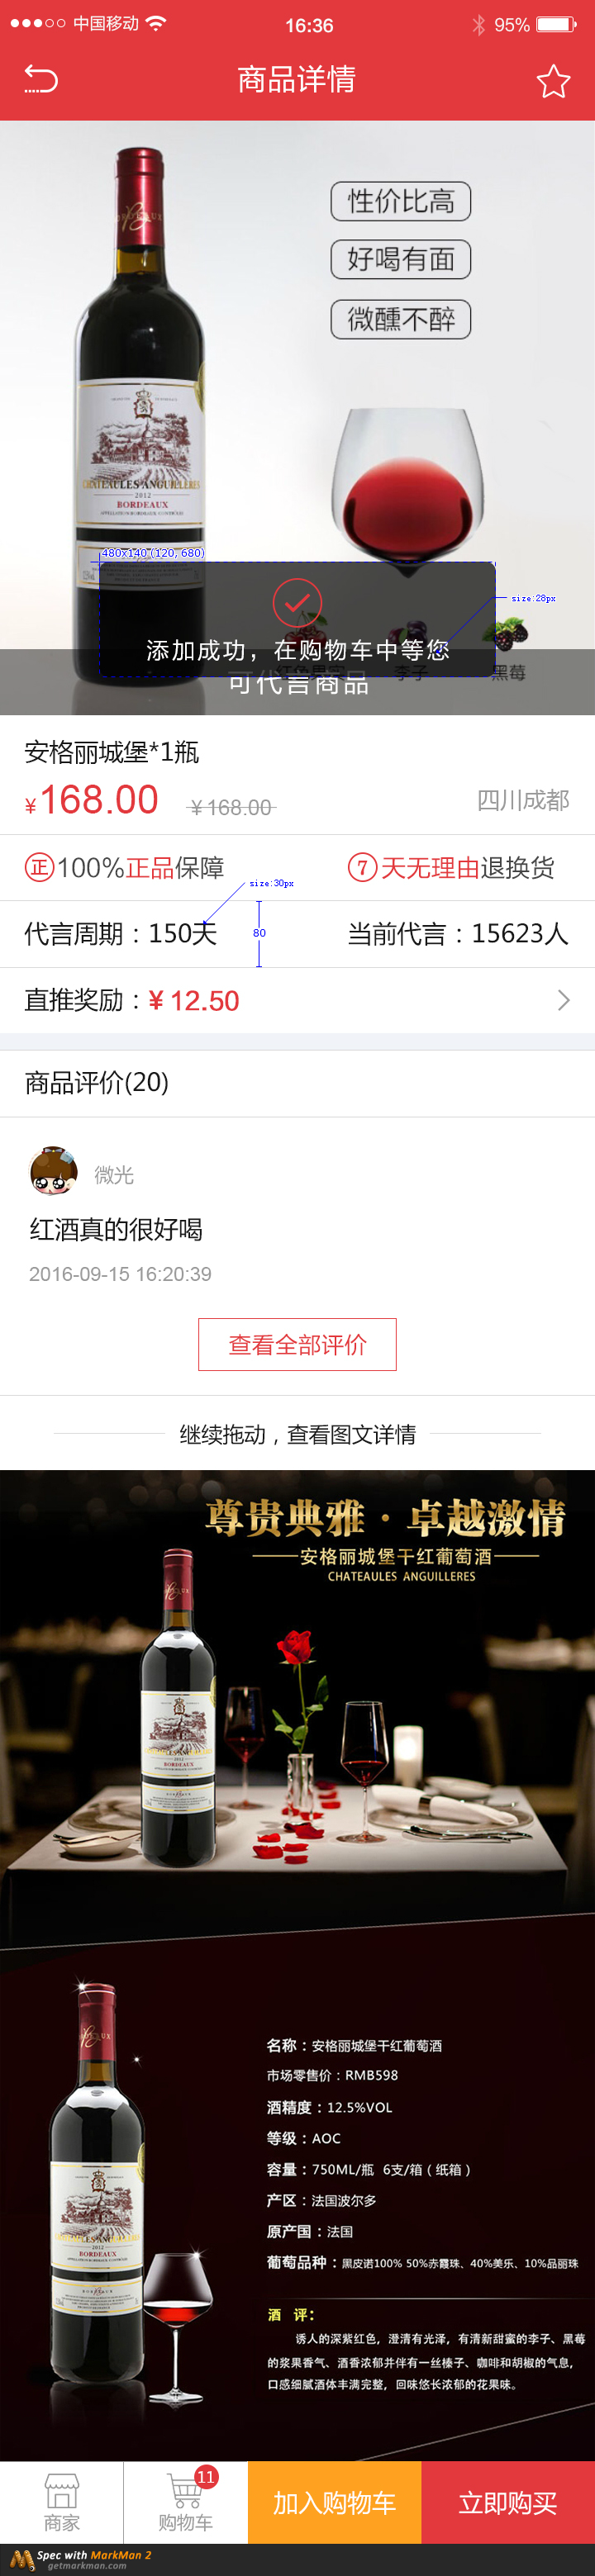 中国移动 16:36 95%
商品详情
性价比高
好喝有面
微醺不醉
BORDEAUX
CHATEAULES ANGUILLERES
2012
BORDEAUX
480x140 (120, 680)
size:28px
添加成功，在购物车中等您
红色果实 李子 黑莓
可代言商品
安格丽城堡*1瓶
¥168.00 ¥168.00 四川成都
正100%正品保障 7天无理由退换货
size:30px
代言周期：150天 80 当前代言：15623人
直推奖励：¥12.50
商品评价(20)
微光
红酒真的很好喝
2016-09-15 16:20:39
查看全部评价
继续拖动，查看图文详情
尊贵典雅·卓越激情
安格丽城堡干红葡萄酒
CHATEAULES ANGUILLERES
BORDEAUX
名称：安格丽城堡干红葡萄酒
市场零售价：RMB598
酒精度：12.5%VOL
等级：AOC
容量：750ML/瓶 6支/箱（纸箱）
产区：法国波尔多
原产国：法国
葡萄品种：黑皮诺100% 50%赤霞珠、40%美乐、10%品丽珠
BORDEAUX
酒 评：
诱人的深紫红色，澄清有光泽，有清新甜蜜的李子、黑莓
的浆果香气、酒香浓郁并伴有一丝榛子、咖啡和胡椒的气息，
口感细腻酒体丰满完整，回味悠长浓郁的花果味。
商家 购物车 11 加入购物车 立即购买
Spec with MarkMan 2
getmarkman.com